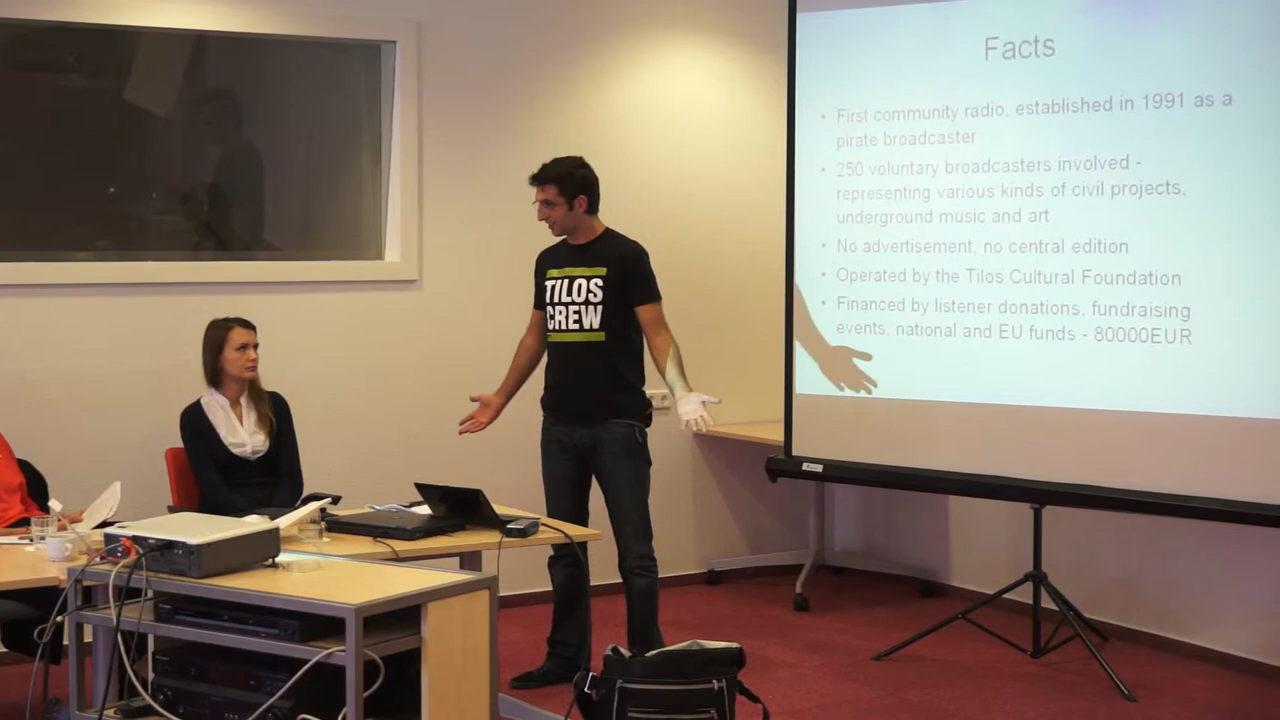 Facts
• First community radio, established in 1991 as a
pirate broadcaster
• 250 voluntary broadcasters involved -
representing various kinds of civil projects,
underground music and art
• No advertisement, no central edition
• Operated by the Tilos Cultural Foundation
• Financed by listener donations, fundraising
events, national and EU funds - 80000EUR
TILOS
CREW